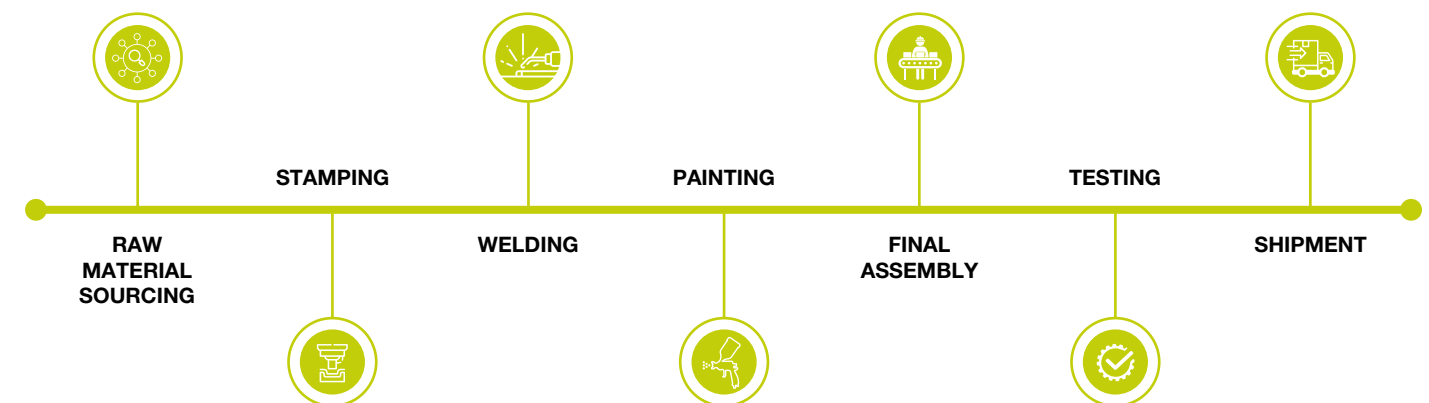 RAW
MATERIAL
SOURCING
STAMPING
WELDING
PAINTING
FINAL
ASSEMBLY
TESTING
SHIPMENT